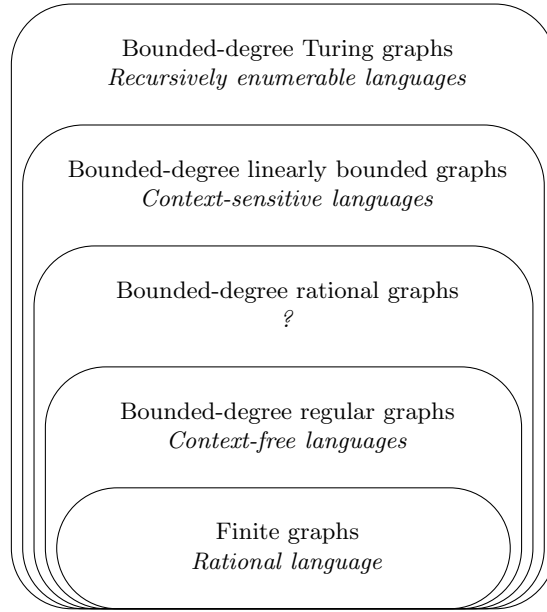 Bounded-degree Turing graphs
Recursively enumerable languages
Bounded-degree linearly bounded graphs
Context-sensitive languages
Bounded-degree rational graphs
?
Bounded-degree regular graphs
Context-free languages
Finite graphs
Rational language